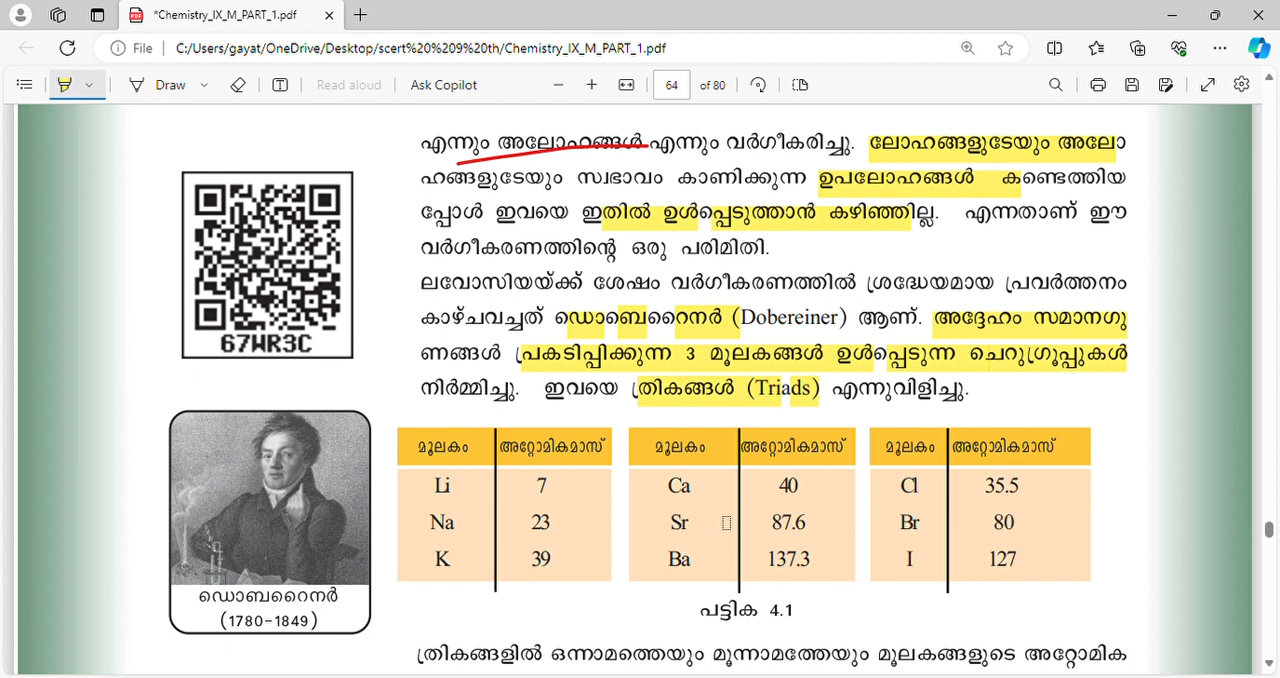 *Chemistry_IX_M_PART_1.pdf
File C:/Users/gayat/OneDrive/Desktop/scert%20%209%20th/Chemistry_IX_M_PART_1.pdf
Draw Read aloud Ask Copilot 64 of 80
എന്നും അലോഹങ്ങൾ എന്നും വർഗീകരിച്ചു. ലോഹങ്ങളുടേയും അലോ
ഹങ്ങളുടേയും സ്വഭാവം കാണിക്കുന്ന ഉപലോഹങ്ങൾ കണ്ടെത്തിയ
പ്പോൾ ഇവയെ ഇതിൽ ഉൾപ്പെടുത്താൻ കഴിഞ്ഞില്ല. എന്നതാണ് ഈ
വർഗീകരണത്തിന്റെ ഒരു പരിമിതി.
ലവോസിയയ്ക്ക് ശേഷം വർഗീകരണത്തിൽ ശ്രദ്ധേയമായ പ്രവർത്തനം
കാഴ്ചവച്ചത് ഡൊബെറൈനർ (Dobereiner) ആണ്. അദ്ദേഹം സമാനഗു
ണങ്ങൾ പ്രകടിപ്പിക്കുന്ന 3 മൂലകങ്ങൾ ഉൾപ്പെടുന്ന ചെറുഗ്രൂപ്പുകൾ
നിർമ്മിച്ചു. ഇവയെ ത്രികങ്ങൾ (Triads) എന്നുവിളിച്ചു.
67WR3C
മൂലകം അറ്റോമികമാസ് മൂലകം അറ്റോമികമാസ് മൂലകം അറ്റോമികമാസ്
Li 7 Ca 40 Cl 35.5
Na 23 Sr 87.6 Br 80
K 39 Ba 137.3 I 127
ഡൊബറൈനർ
(1780-1849)
പട്ടിക 4.1
ത്രികങ്ങളിൽ ഒന്നാമത്തെയും മൂന്നാമത്തേയും മൂലകങ്ങളുടെ അറ്റോമിക